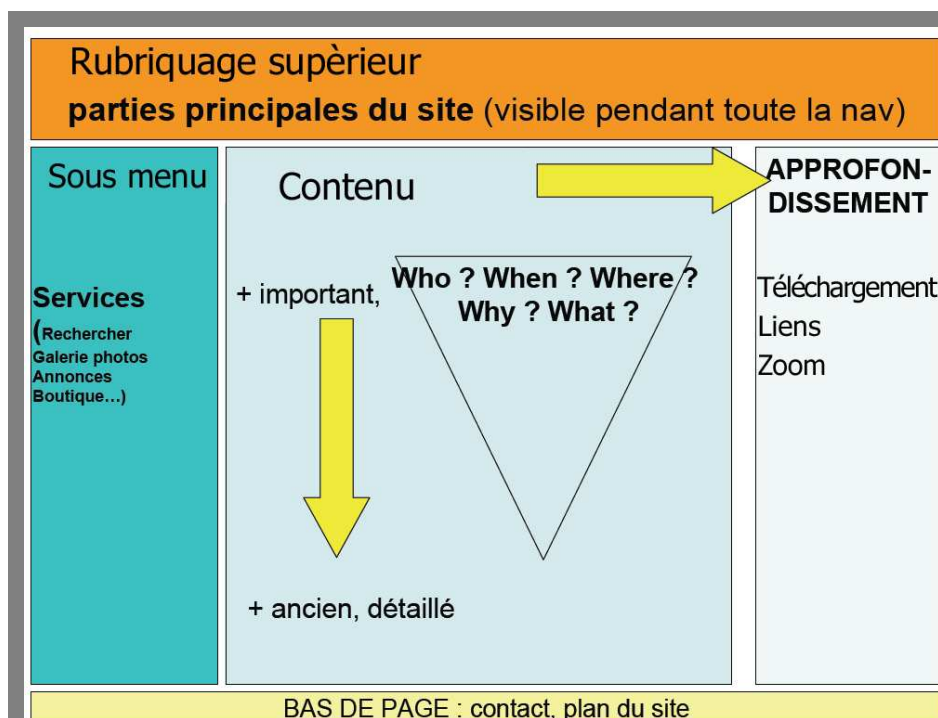 Rubriquage supèrieur
parties principales du site (visible pendant toute la nav)
Sous menu
Services
(Rechercher
Galerie photos
Annonces
Boutique…)
Contenu
+ important,
Who ? When ? Where ?
Why ? What ?
+ ancien, détaillé
APPROFON-
DISSEMENT
Téléchargement
Liens
Zoom
BAS DE PAGE : contact, plan du site